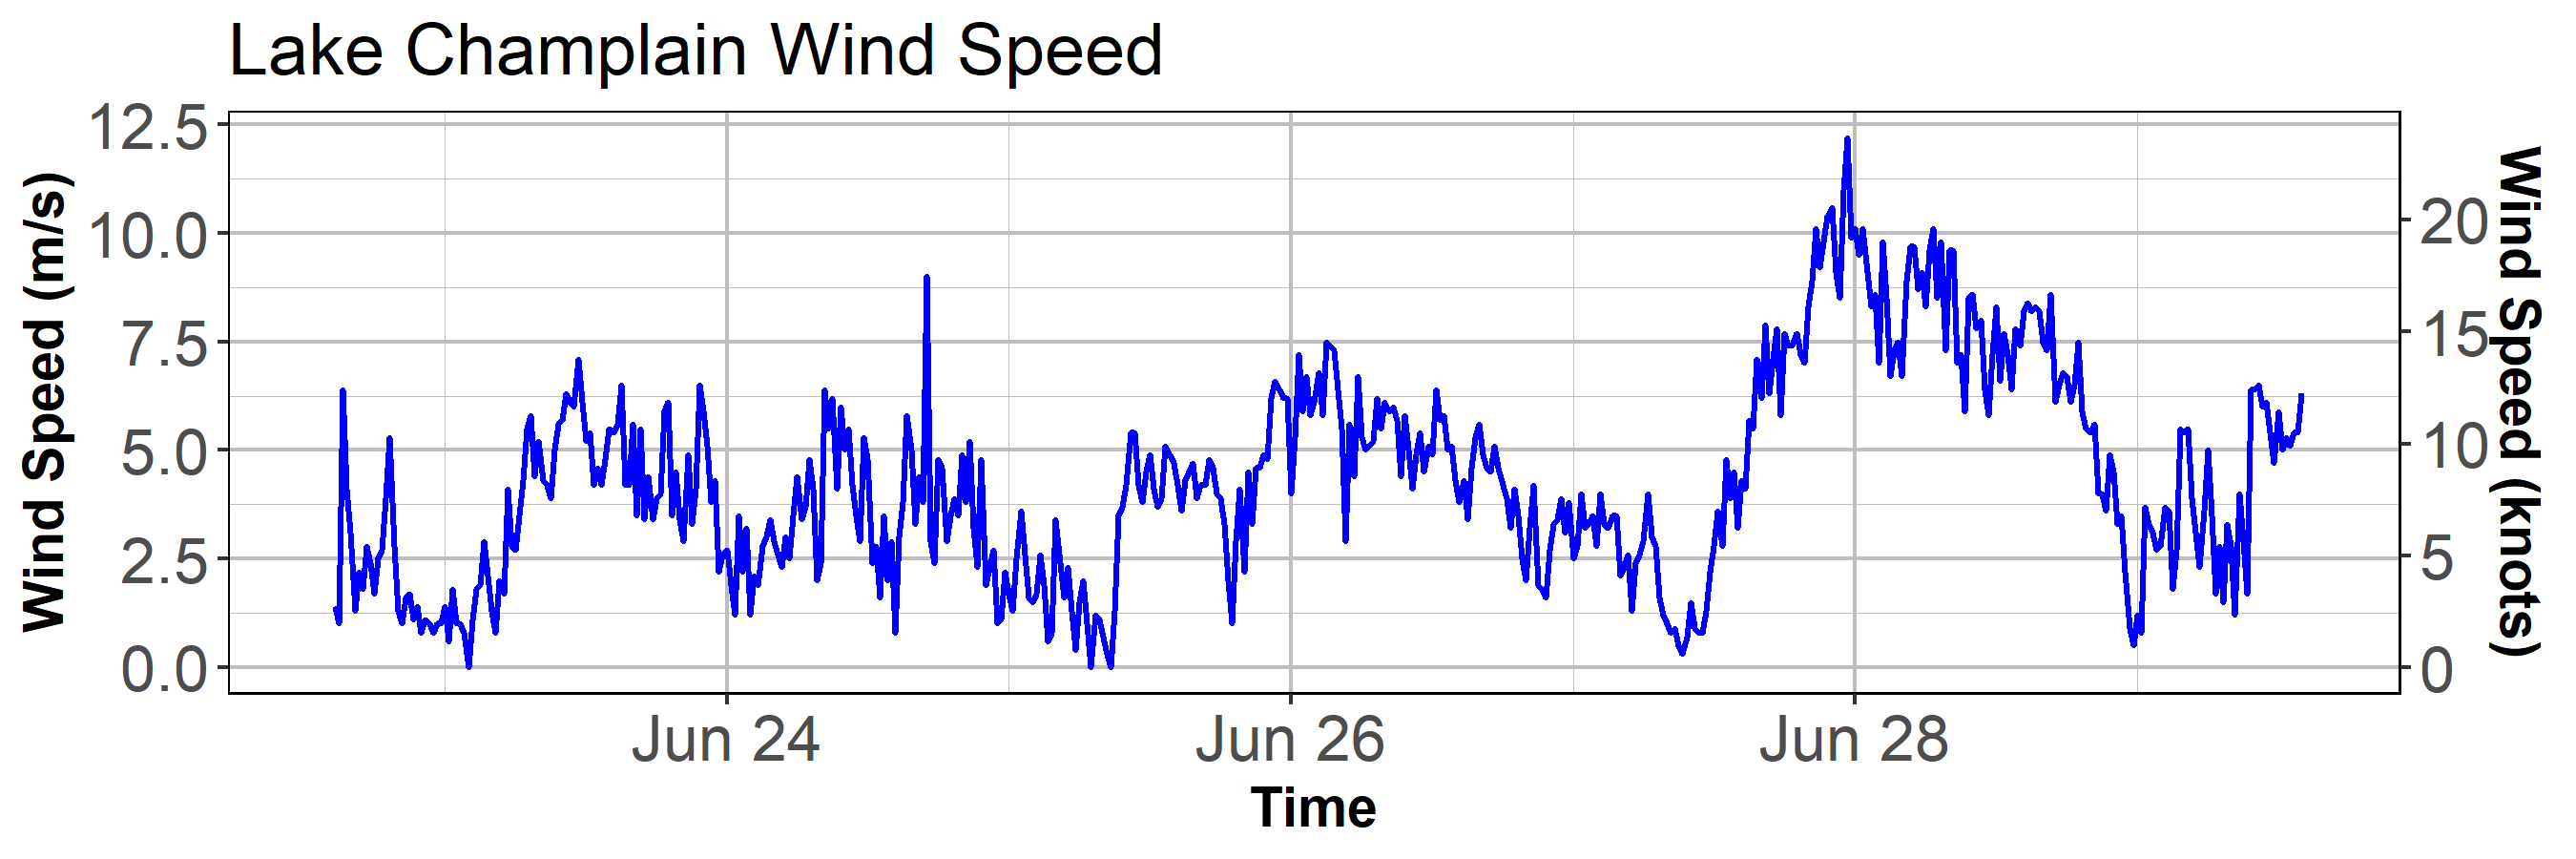 Lake Champlain Wind Speed
Wind Speed (m/s)
12.5
10.0
7.5
5.0
2.5
0.0
20
15
10
5
0
Wind Speed (knots)
Jun 24 Jun 26 Jun 28
Time